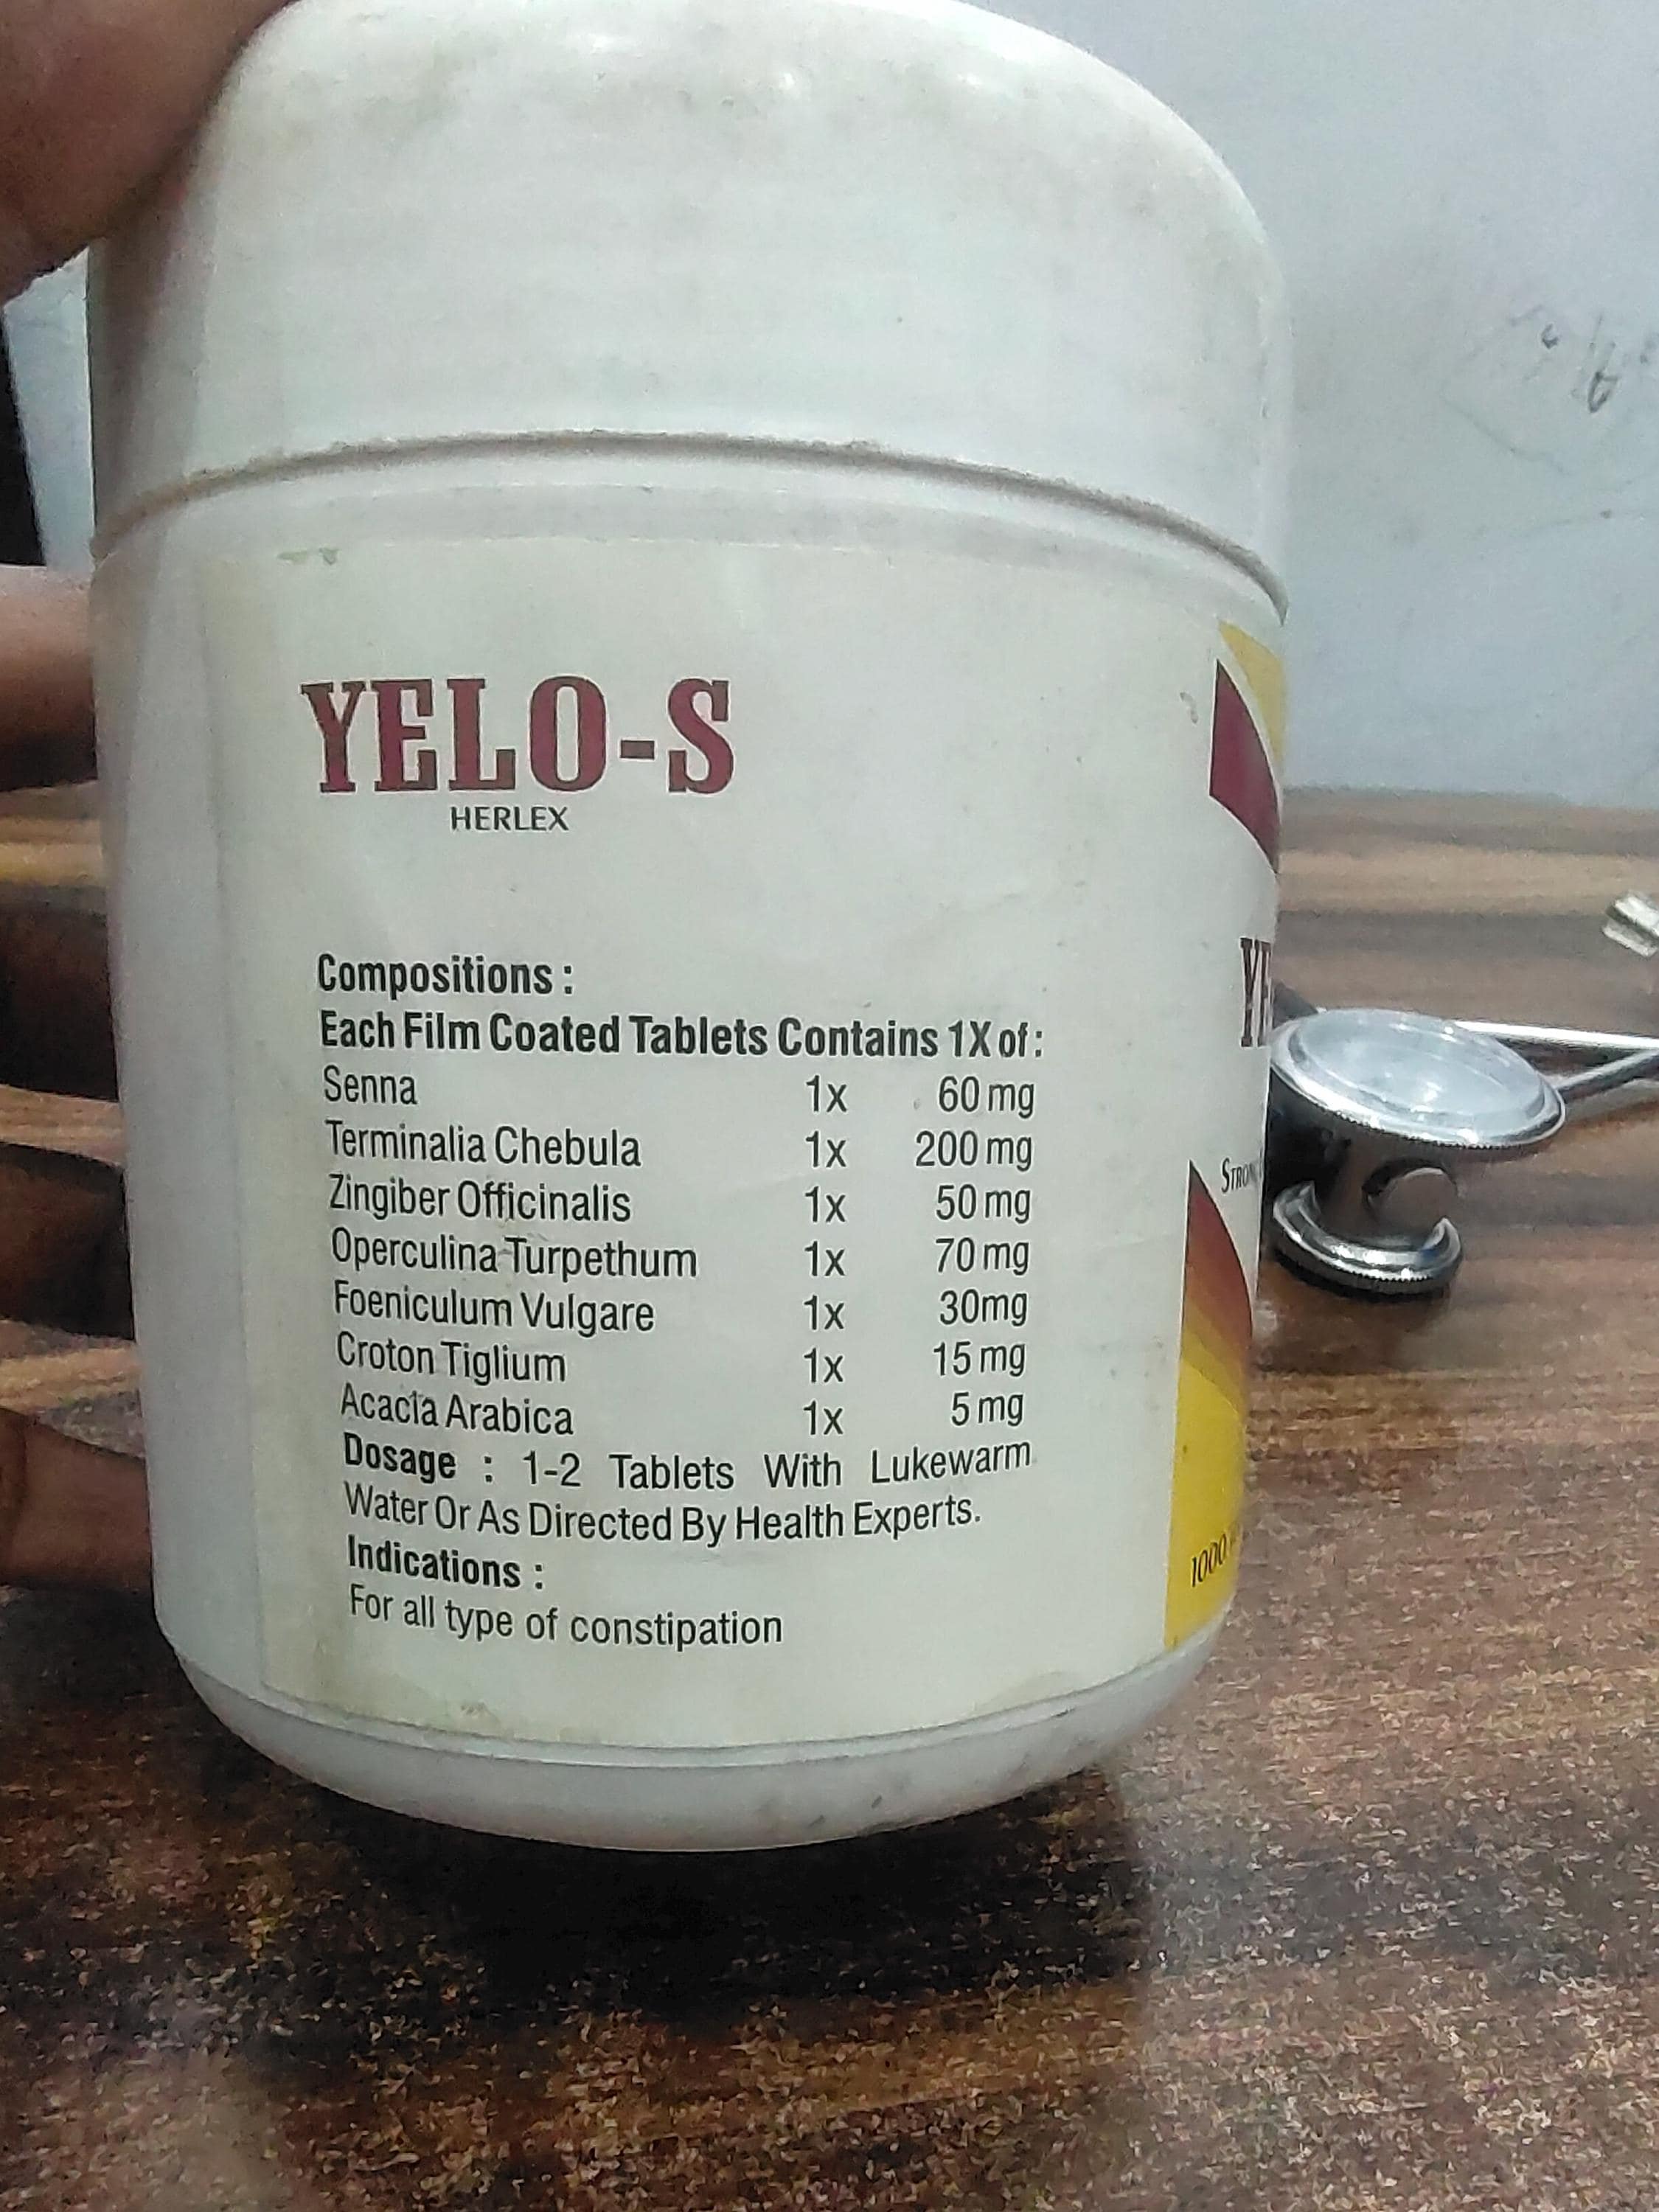 YELO-S
HERLEX
Compositions :
Each Film Coated Tablets Contains 1X of :
Senna 1x 60 mg
Terminalia Chebula 1x 200 mg
Zingiber Officinalis 1x 50 mg
Operculina Turpethum 1x 70 mg
Foeniculum Vulgare 1x 30mg
Croton Tiglium 1x 15 mg
Acacia Arabica 1x 5 mg
Dosage : 1-2 Tablets With Lukewarm
Water Or As Directed By Health Experts.
Indications :
For all type of constipation
1000